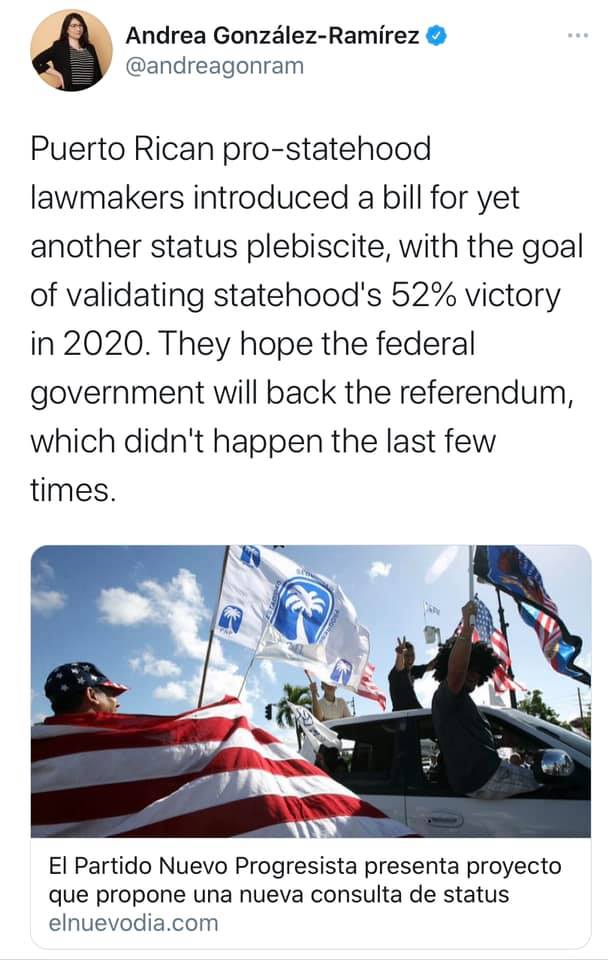 Andrea González-Ramírez
@andreagonram
Puerto Rican pro-statehood
lawmakers introduced a bill for yet
another status plebiscite, with the goal
of validating statehood's 52% victory
in 2020. They hope the federal
government will back the referendum,
which didn't happen the last few
times.
El Partido Nuevo Progresista presenta proyecto
que propone una nueva consulta de status
elnuevodia.com